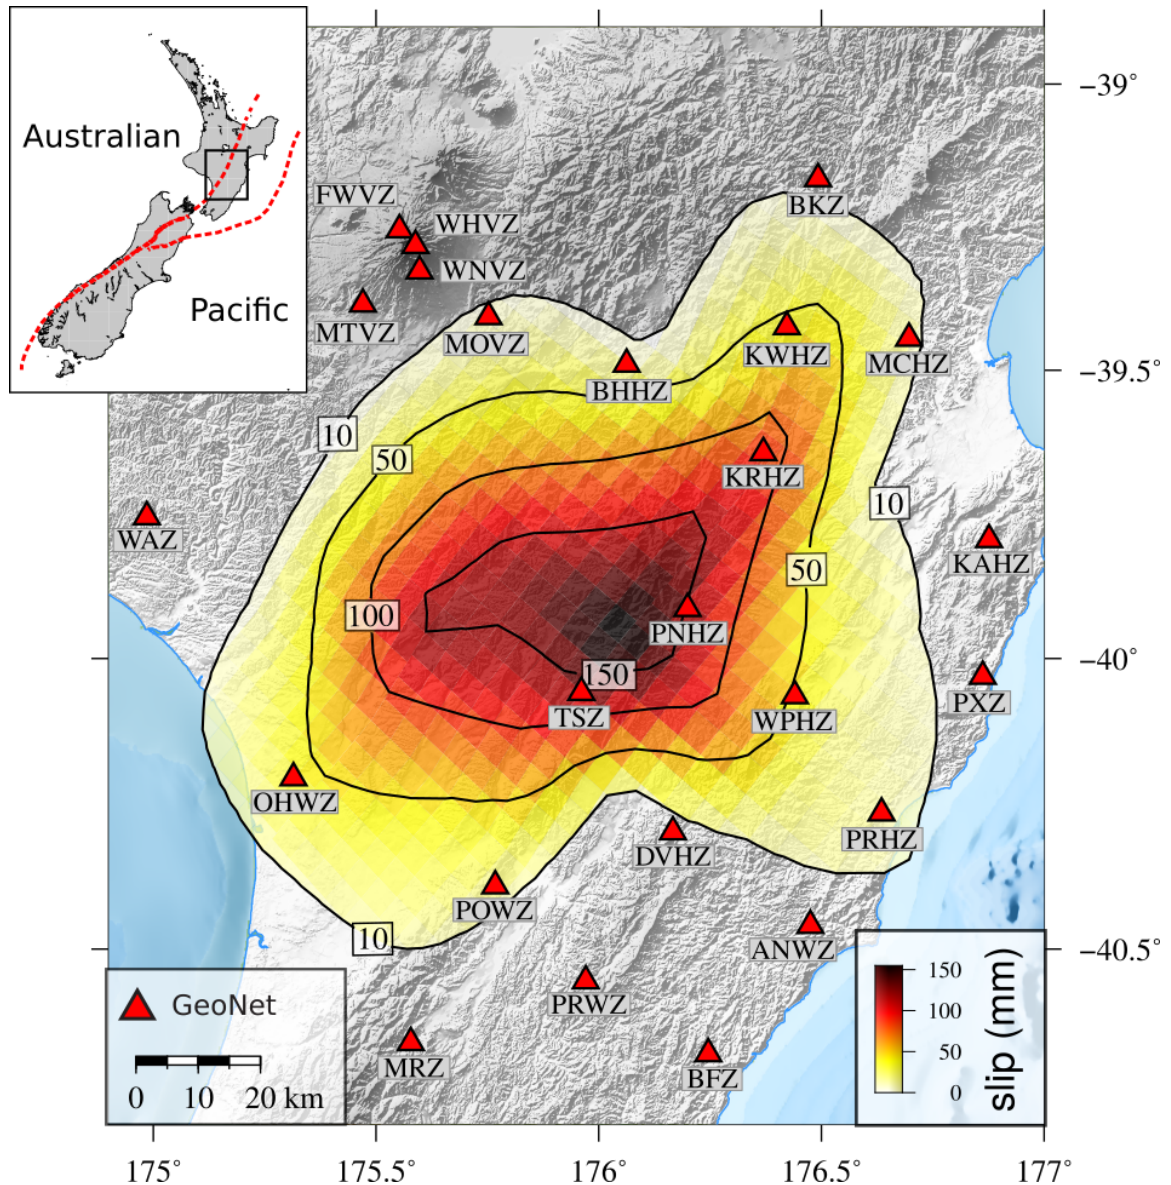 Australian
Pacific
−39°
−39.5°
−40°
−40.5°
175°
175.5°
176°
176.5°
177°
FWVZ
WHVZ
WNVZ
MTVZ
MOVZ
BKZ
BHHZ
KWHZ
MCHZ
10
50
KRHZ
10
WAZ
KAHZ
50
100
PNHZ
150
TSZ
WPHZ
PXZ
OHWZ
DVHZ
PRHZ
POWZ
10
ANWZ
PRWZ
MRZ
BFZ
GeoNet
0 10 20 km
150
100
50
0
slip (mm)